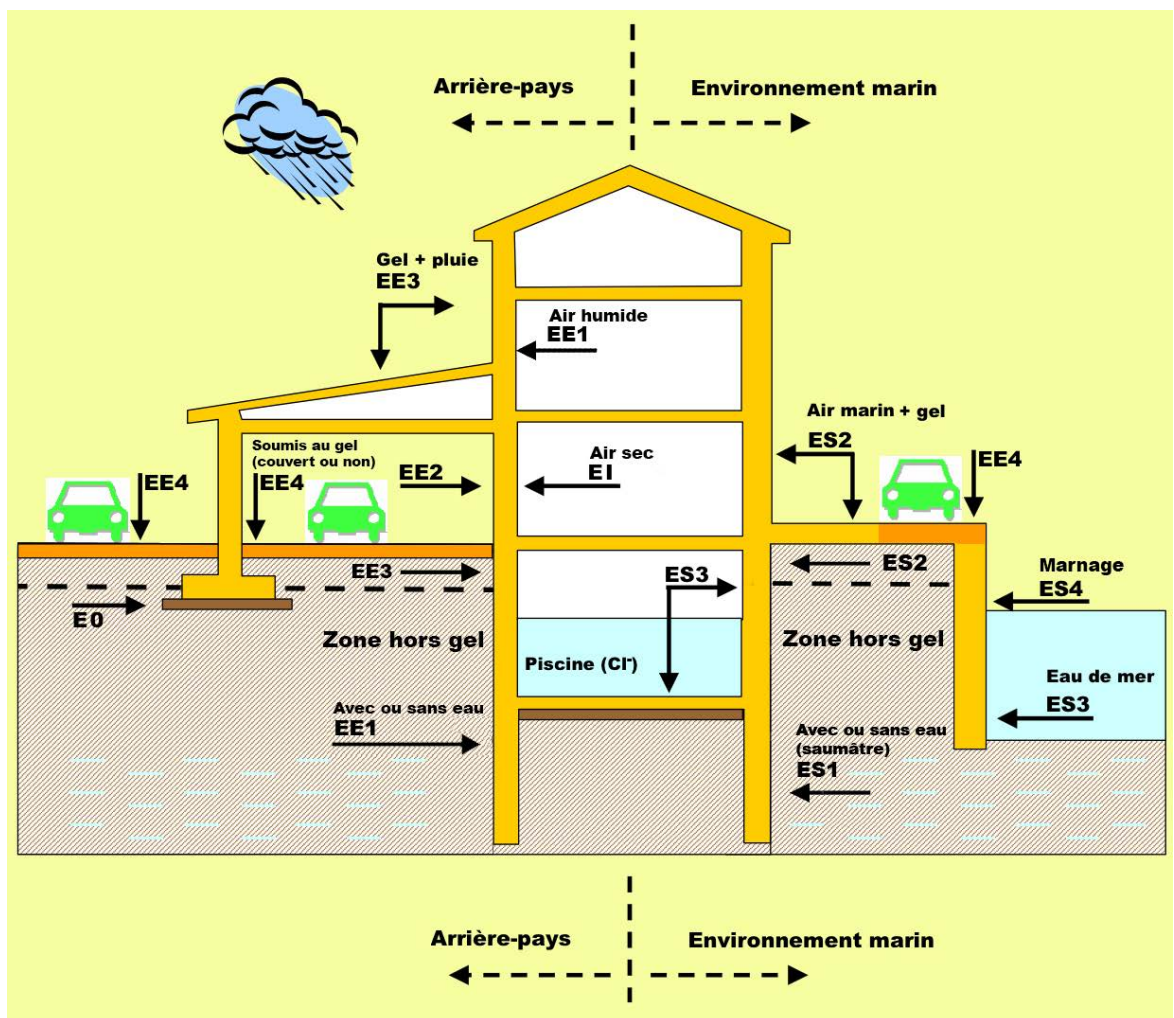 Arrière-pays
Environnement marin
Gel + pluie
EE3
Air humide
EE1
Air marin + gel
ES2
Soumis au gel
(couvert ou non)
EE4
EE4
EE2
Air sec
EI
EE4
EE3
ES3
ES2
Marnage
ES4
E0
Zone hors gel
Zone hors gel
Piscine (Cl-)
Eau de mer
ES3
Avec ou sans eau
EE1
Avec ou sans eau
(saumâtre)
ES1
Arrière-pays
Environnement marin